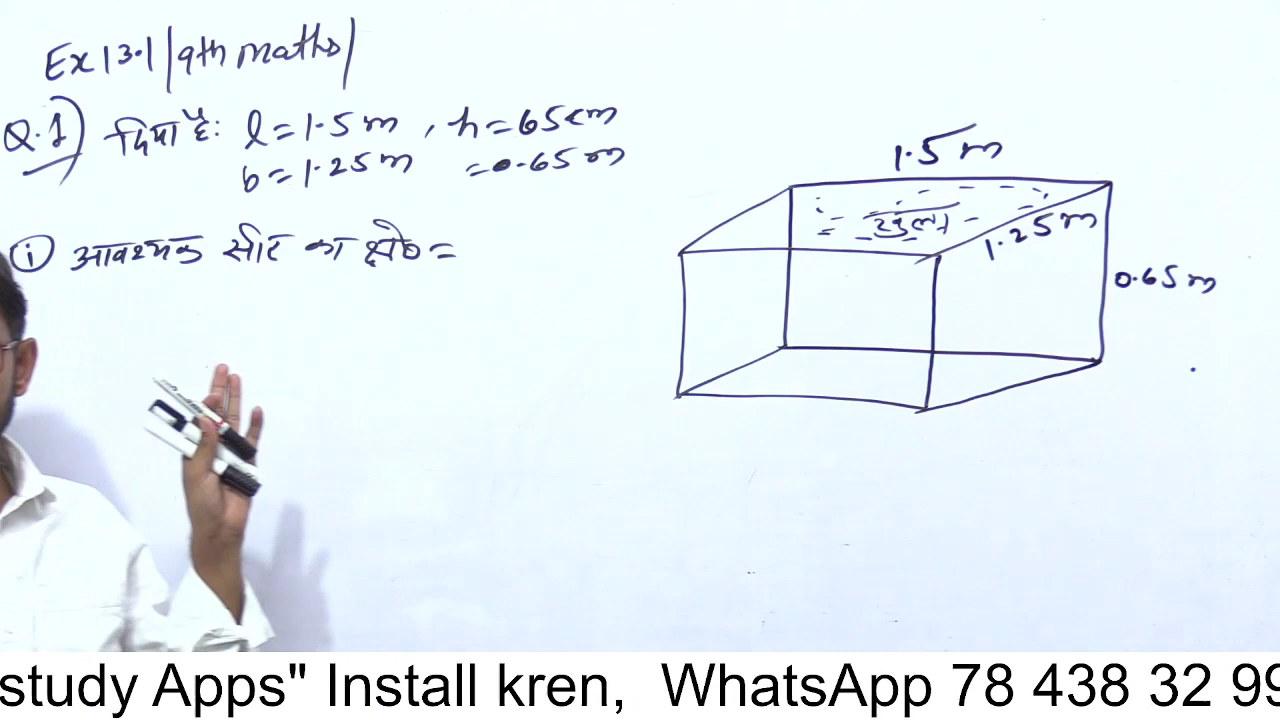 Ex 13.1 | 9th maths |
Q.1) दिया है: l = 1.5 m , h = 65 cm
b = 1.25 m = 0.65 m
(i) आवश्यक सीट का क्षे० =
1.5 m
खुला
1.25 m
0.65 m
study Apps" Install kren, WhatsApp 78 438 32 99